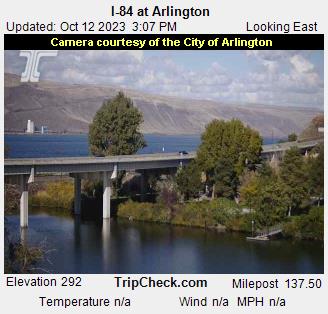 I-84 at Arlington
Updated: Oct 12 2023 3:07 PM Looking East
Camera courtesy of the City of Arlington
Elevation 292 TripCheck.com Milepost 137.50
Temperature n/a Wind n/a MPH n/a